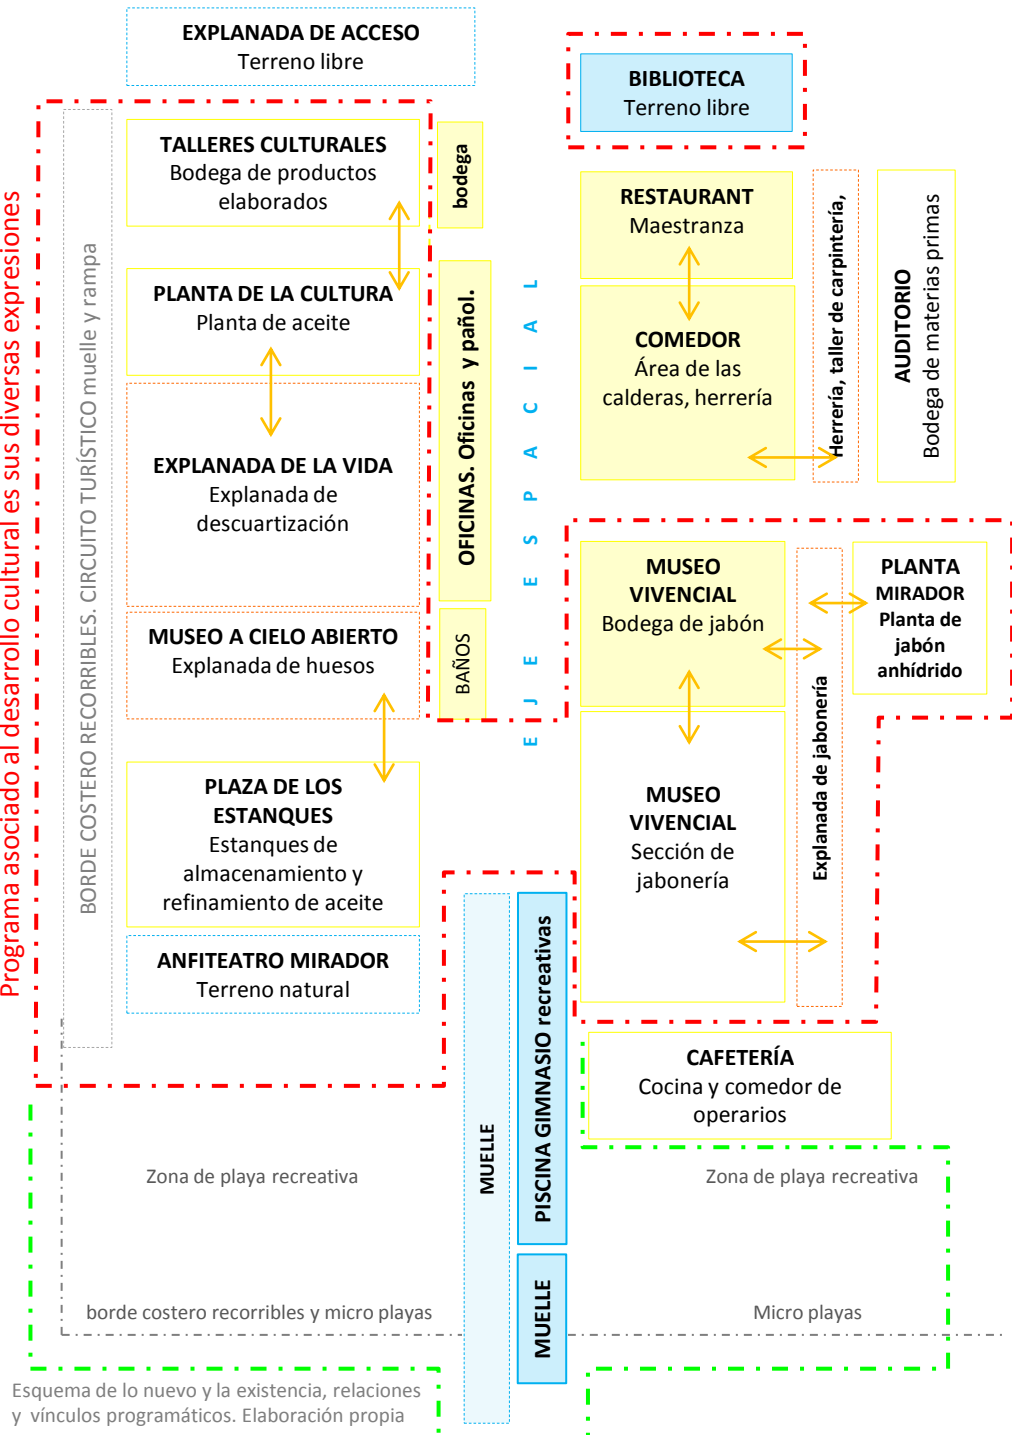 EXPLANADA DE ACCESO
Terreno libre
BIBLIOTECA
Terreno libre
Programa asociado al desarrollo cultural es sus diversas expresiones
BORDE COSTERO RECORRIBLES. CIRCUITO TURÍSTICO muelle y rampa
TALLERES CULTURALES
Bodega de productos
elaborados
bodega
PLANTA DE LA CULTURA
Planta de aceite
OFICINAS. Oficinas y pañol.
EXPLANADA DE LA VIDA
Explanada de
descuartización
MUSEO A CIELO ABIERTO
Explanada de huesos
BAÑOS
PLAZA DE LOS
ESTANQUES
Estanques de
almacenamiento y
refinamiento de aceite
ANFITEATRO MIRADOR
Terreno natural
EJE ESPACIAL
RESTAURANT
Maestranza
COMEDOR
Área de las
calderas, herrería
Herrería, taller de carpintería,
AUDITORIO
Bodega de materias primas
MUSEO
VIVENCIAL
Bodega de jabón
PLANTA
MIRADOR
Planta de
jabón
anhídrido
Explanada de jabonería
MUSEO
VIVENCIAL
Sección de
jabonería
MUELLE
PISCINA GIMNASIO recreativas
MUELLE
CAFETERÍA
Cocina y comedor de
operarios
Zona de playa recreativa
Zona de playa recreativa
borde costero recorribles y micro playas
Micro playas
Esquema de lo nuevo y la existencia, relaciones
y vínculos programáticos. Elaboración propia